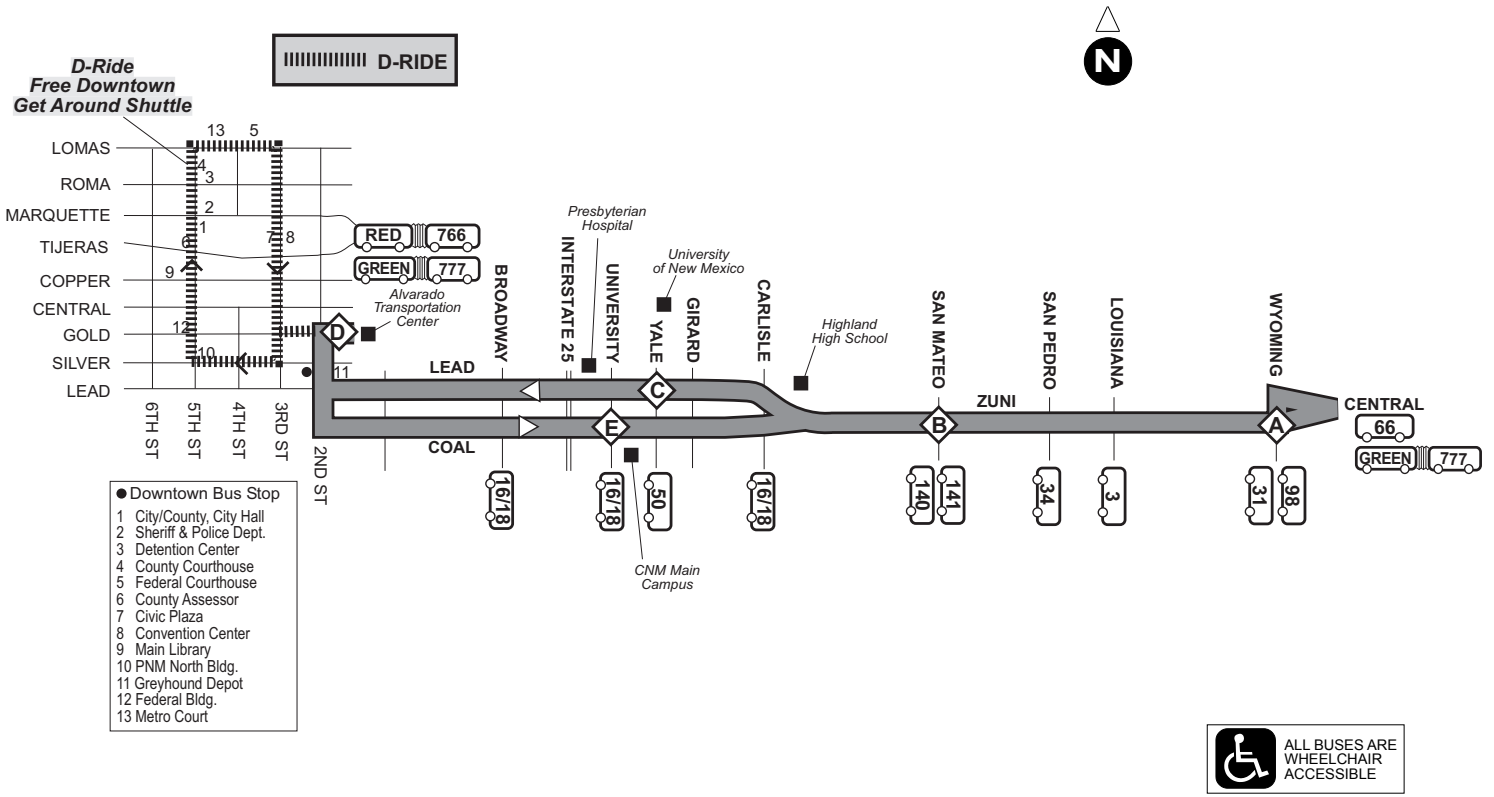 D-RIDE
N
D-Ride
Free Downtown
Get Around Shuttle
13
5
LOMAS
4
ROMA
3
MARQUETTE
2
1
TIJERAS
6
7
8
COPPER
9
CENTRAL
GOLD
12
SILVER
10
LEAD
11
6TH ST
5TH ST
4TH ST
3RD ST
2ND ST
RED
766
GREEN
777
Alvarado
Transportation
Center
D
BROADWAY
INTERSTATE 25
Presbyterian
Hospital
UNIVERSITY
University
of New Mexico
YALE
GIRARD
CARLISLE
Highland
High School
SAN MATEO
SAN PEDRO
LOUISIANA
WYOMING
LEAD
C
ZUNI
CENTRAL
66
GREEN
777
COAL
E
B
A
16/18
16/18
50
16/18
140
141
34
3
31
98
CNM Main
Campus
Downtown Bus Stop
1 City/County, City Hall
2 Sheriff & Police Dept.
3 Detention Center
4 County Courthouse
5 Federal Courthouse
6 County Assessor
7 Civic Plaza
8 Convention Center
9 Main Library
10 PNM North Bldg.
11 Greyhound Depot
12 Federal Bldg.
13 Metro Court
ALL BUSES ARE
WHEELCHAIR
ACCESSIBLE